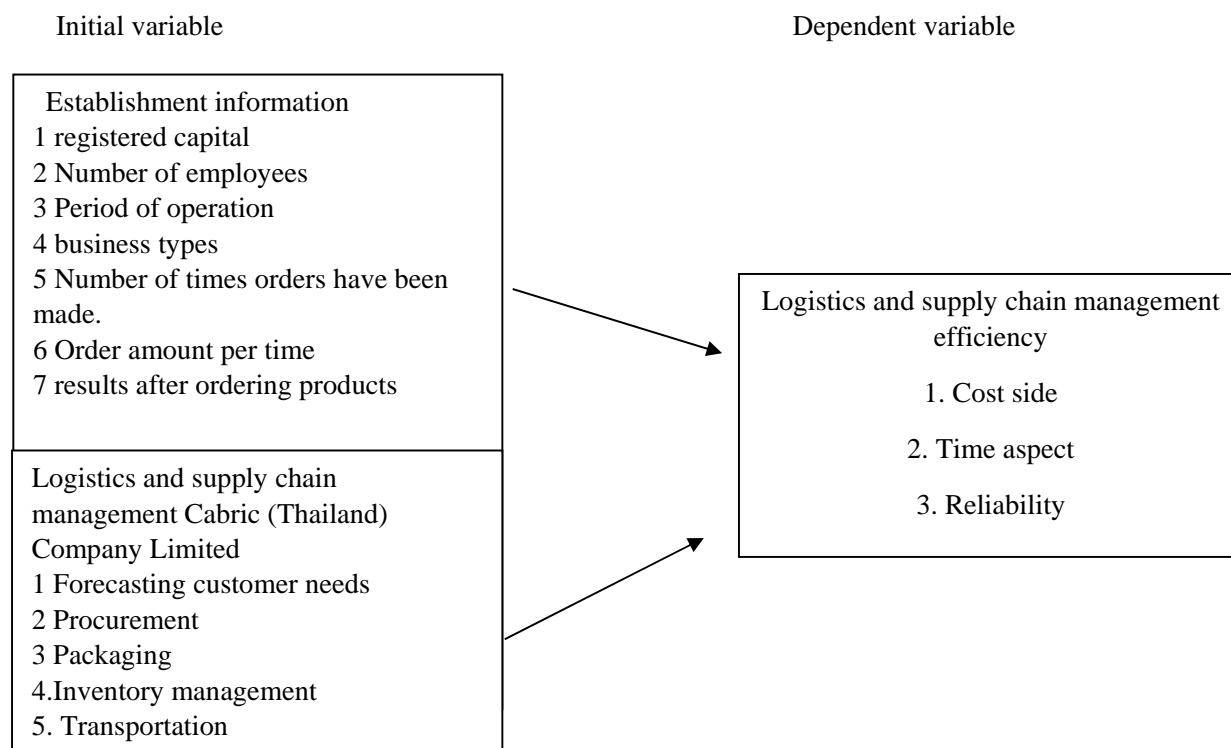 Initial variable
Dependent variable
Establishment information
1 registered capital
2 Number of employees
3 Period of operation
4 business types
5 Number of times orders have been
made.
6 Order amount per time
7 results after ordering products
Logistics and supply chain
management Cabric (Thailand)
Company Limited
1 Forecasting customer needs
2 Procurement
3 Packaging
4.Inventory management
5. Transportation
Logistics and supply chain management
efficiency
1. Cost side
2. Time aspect
3. Reliability